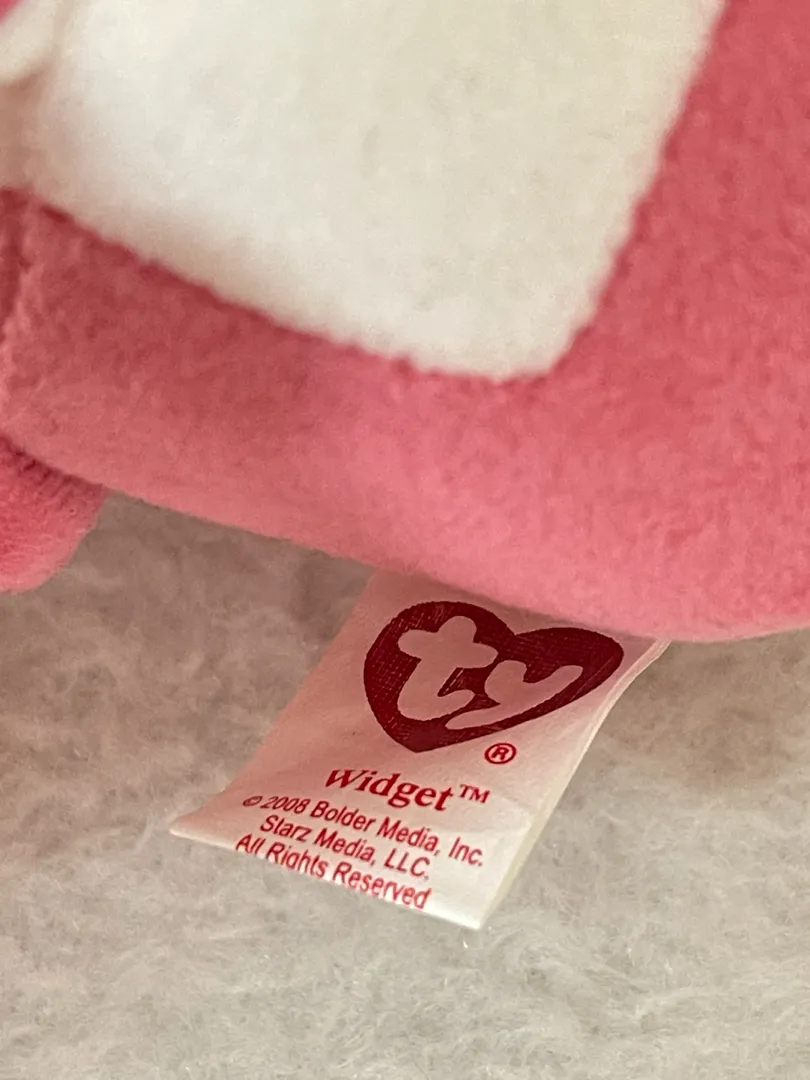 ty
®
Widget™
© 2008 Bolder Media, Inc.
Starz Media, LLC,
All Rights Reserved